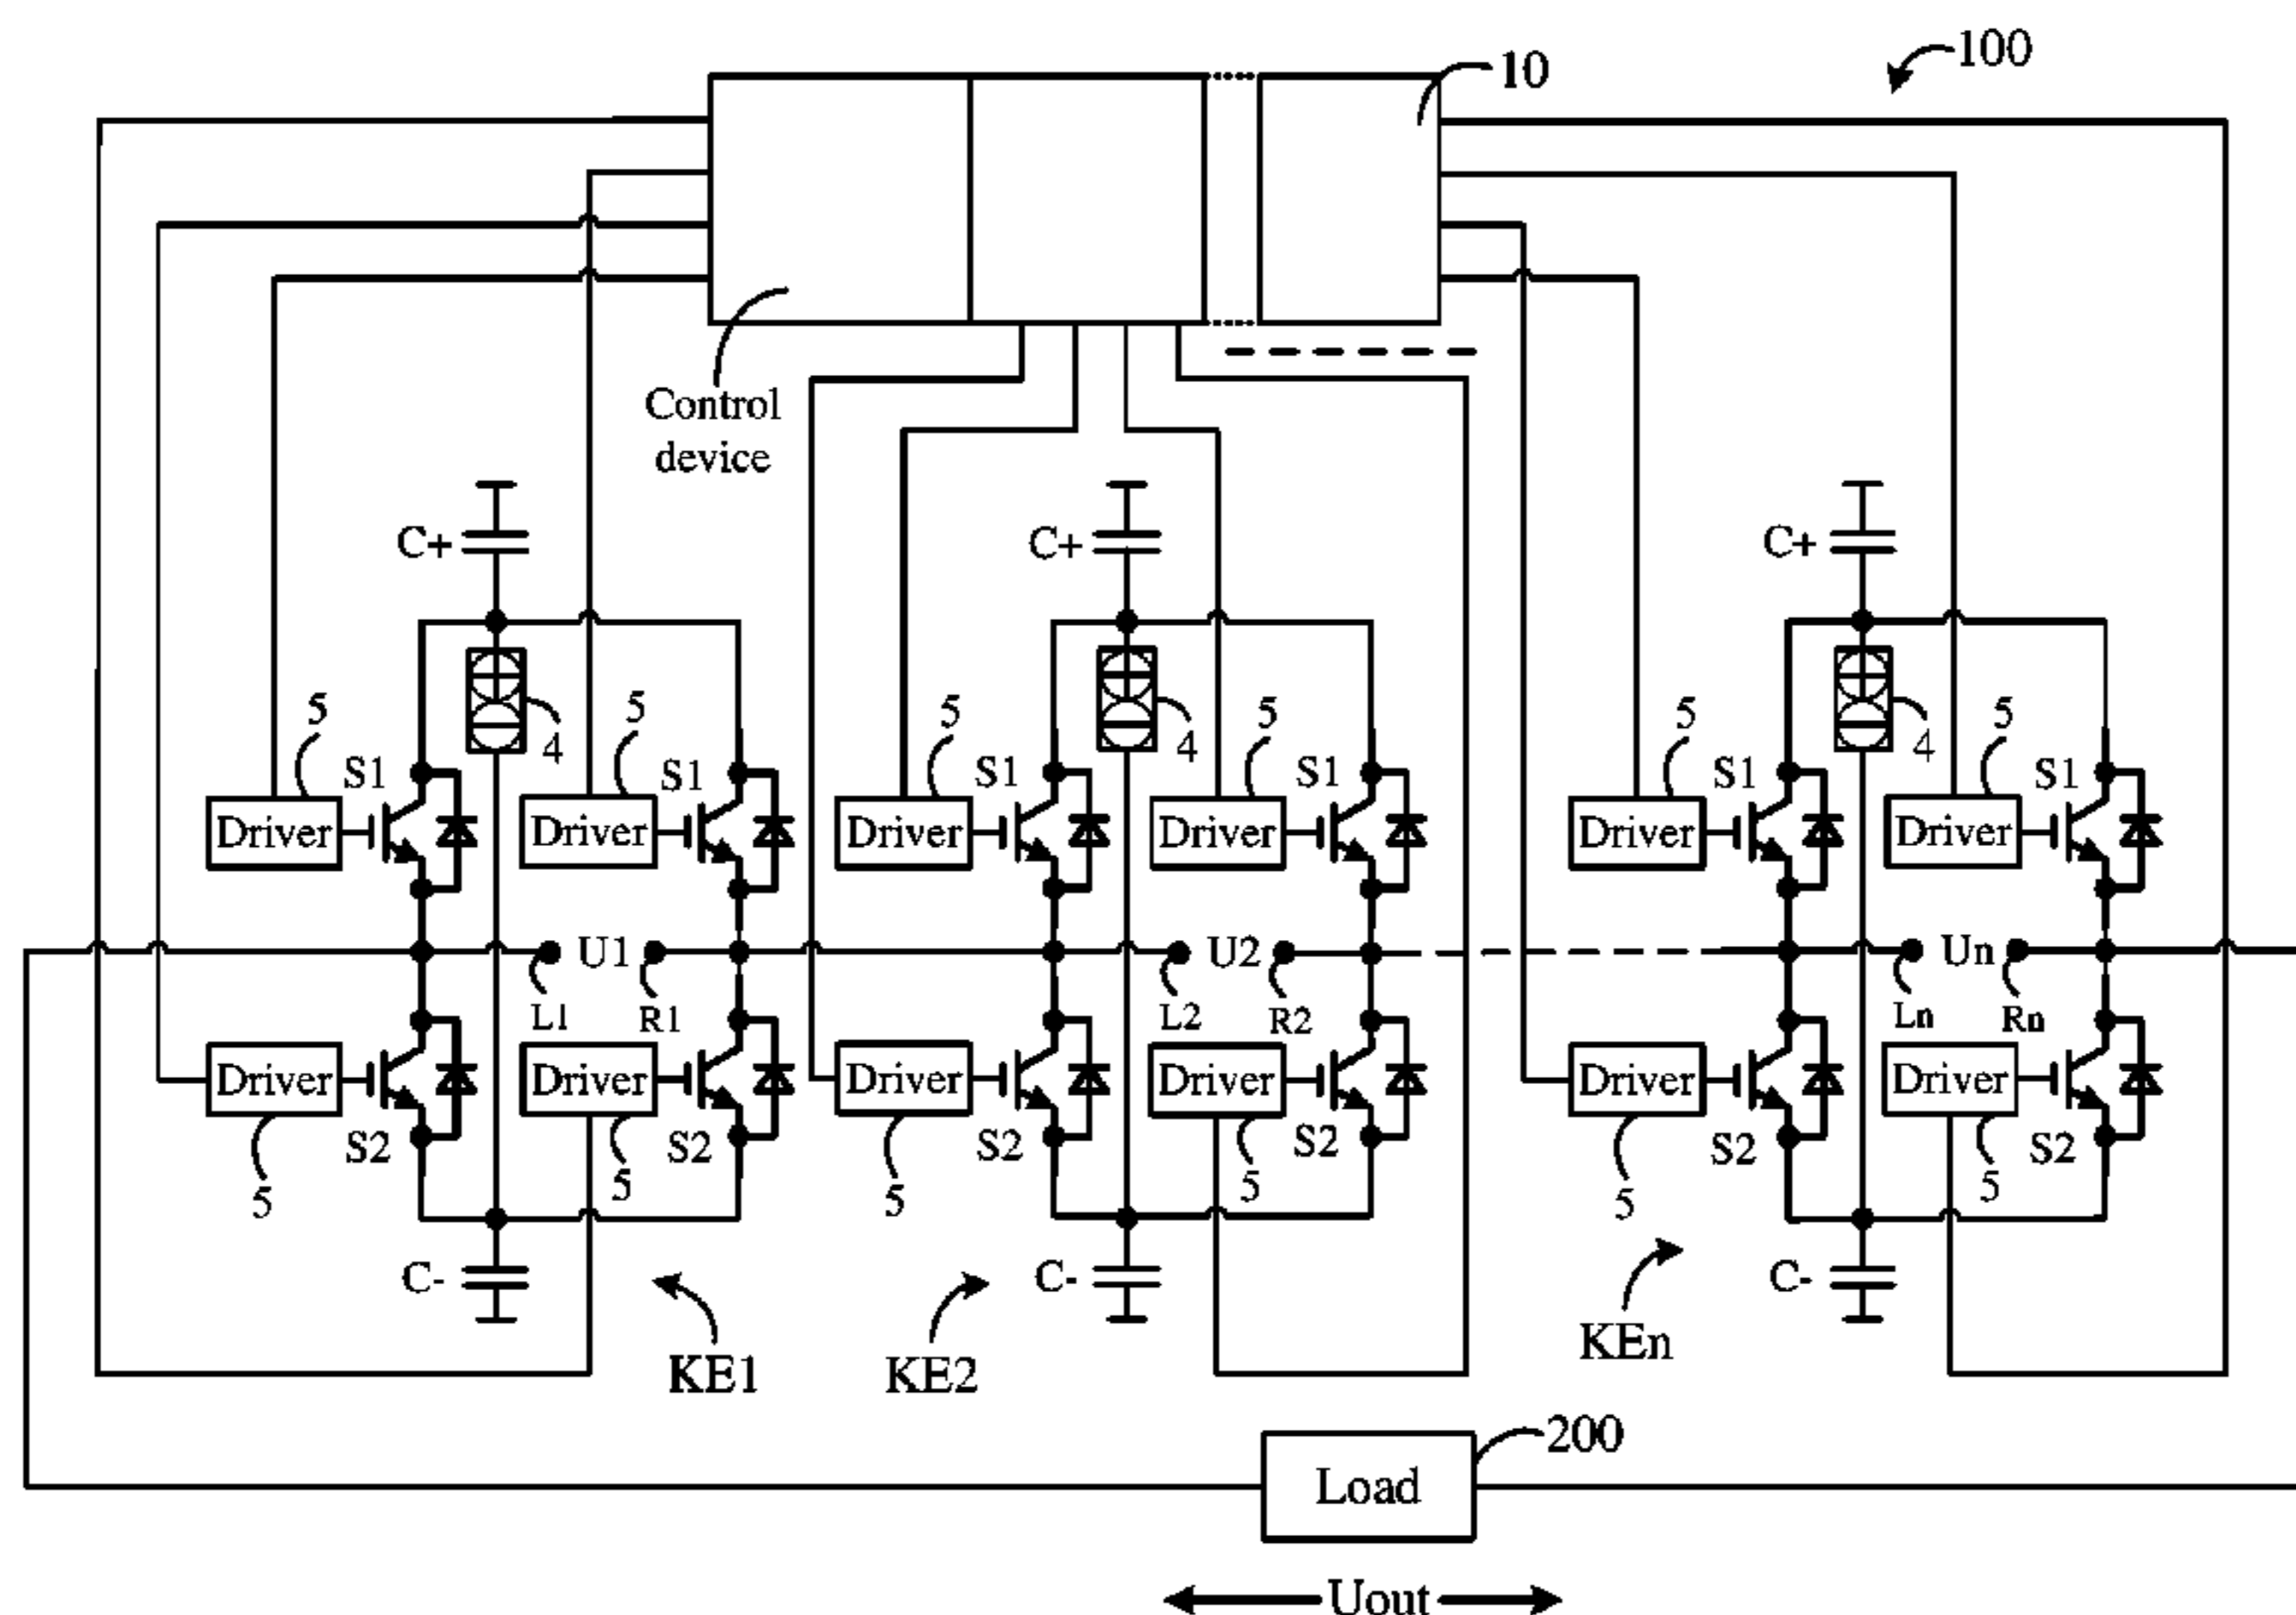 100
10
Control
device
C+
C+
C+
5
4
5
5
4
5
5
4
5
S1
S1
S1
S1
S1
S1
Driver
Driver
Driver
Driver
Driver
Driver
U1
U2
Un
L1
R1
L2
R2
Ln
Rn
Driver
Driver
Driver
Driver
Driver
Driver
S2
S2
S2
S2
S2
S2
5
5
5
5
5
5
C-
C-
C-
KE1
KE2
KEn
200
Load
Uout